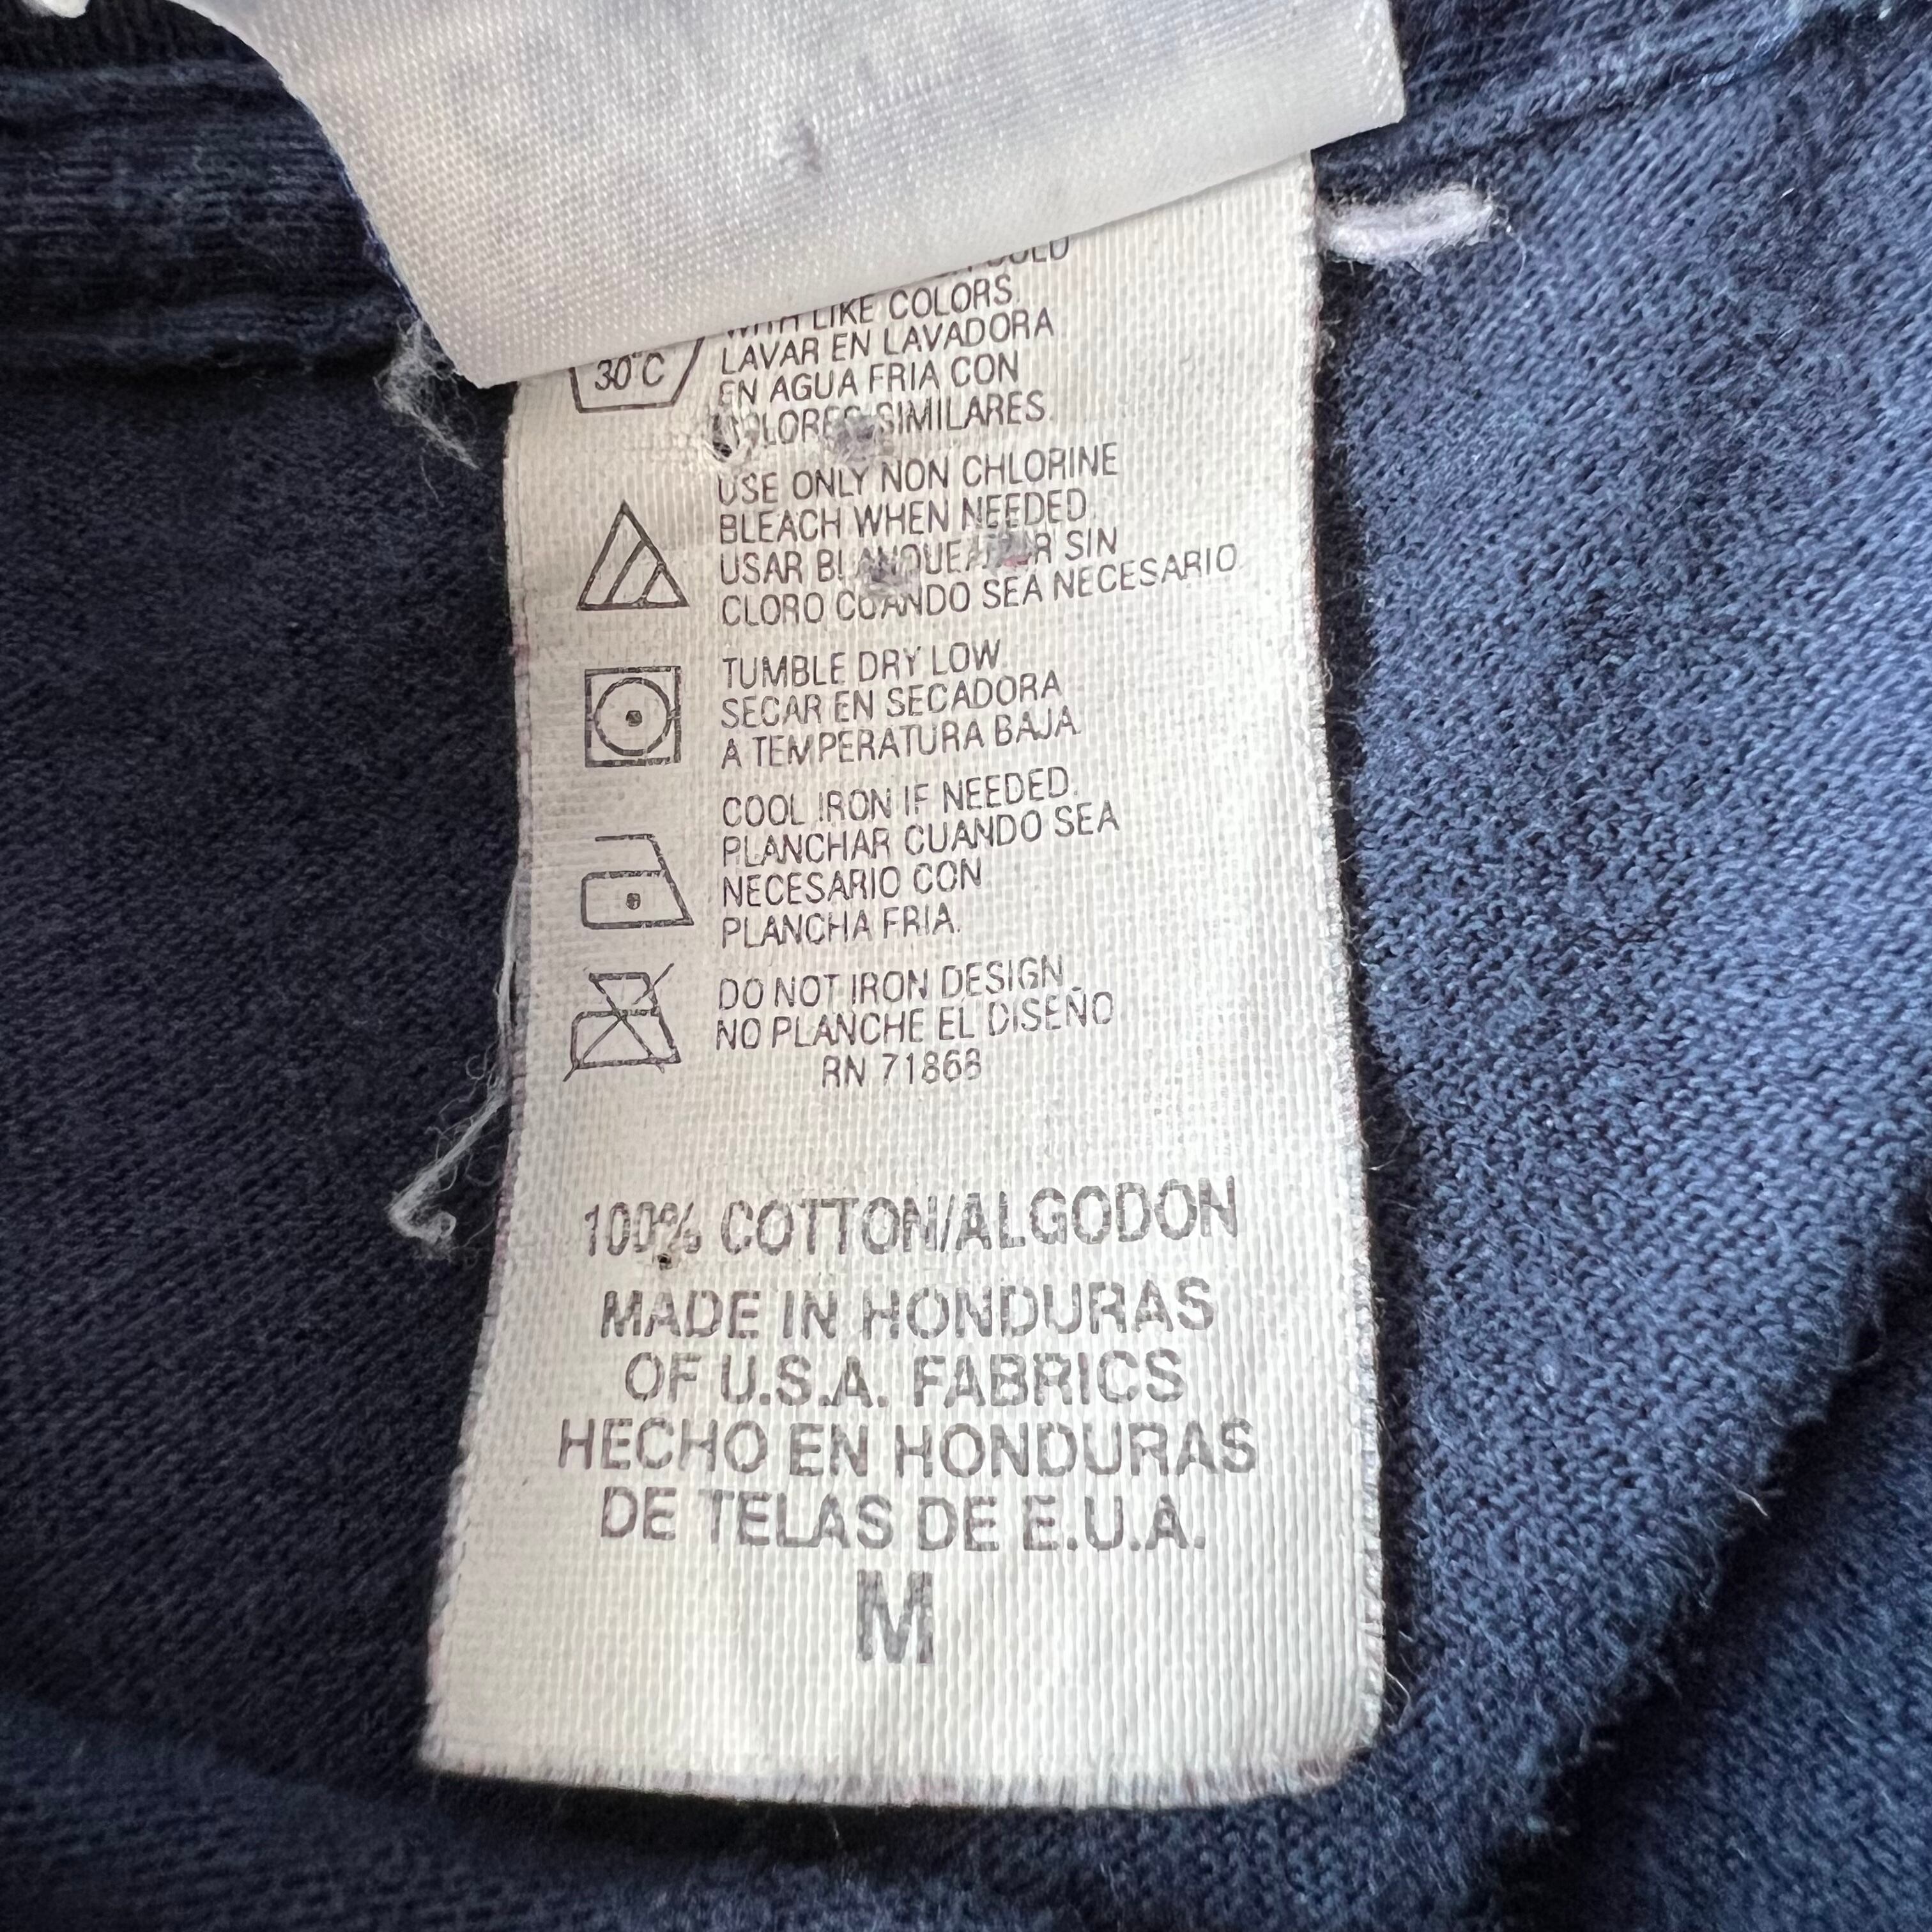 COLD
WITH LIKE COLORS.
30°C
LAVAR EN LAVADORA
EN AGUA FRIA CON
COLORES SIMILARES.
USE ONLY NON CHLORINE
BLEACH WHEN NEEDED.
USAR BLANQUEADOR SIN
CLORO CUANDO SEA NECESARIO
TUMBLE DRY LOW
SECAR EN SECADORA
A TEMPERATURA BAJA.
COOL IRON IF NEEDED.
PLANCHAR CUANDO SEA
NECESARIO CON
PLANCHA FRIA.
DO NOT IRON DESIGN.
NO PLANCHE EL DISEÑO
RN 71868
100% COTTON/ALGODON
MADE IN HONDURAS
OF U.S.A. FABRICS
HECHO EN HONDURAS
DE TELAS DE E.U.A.
M